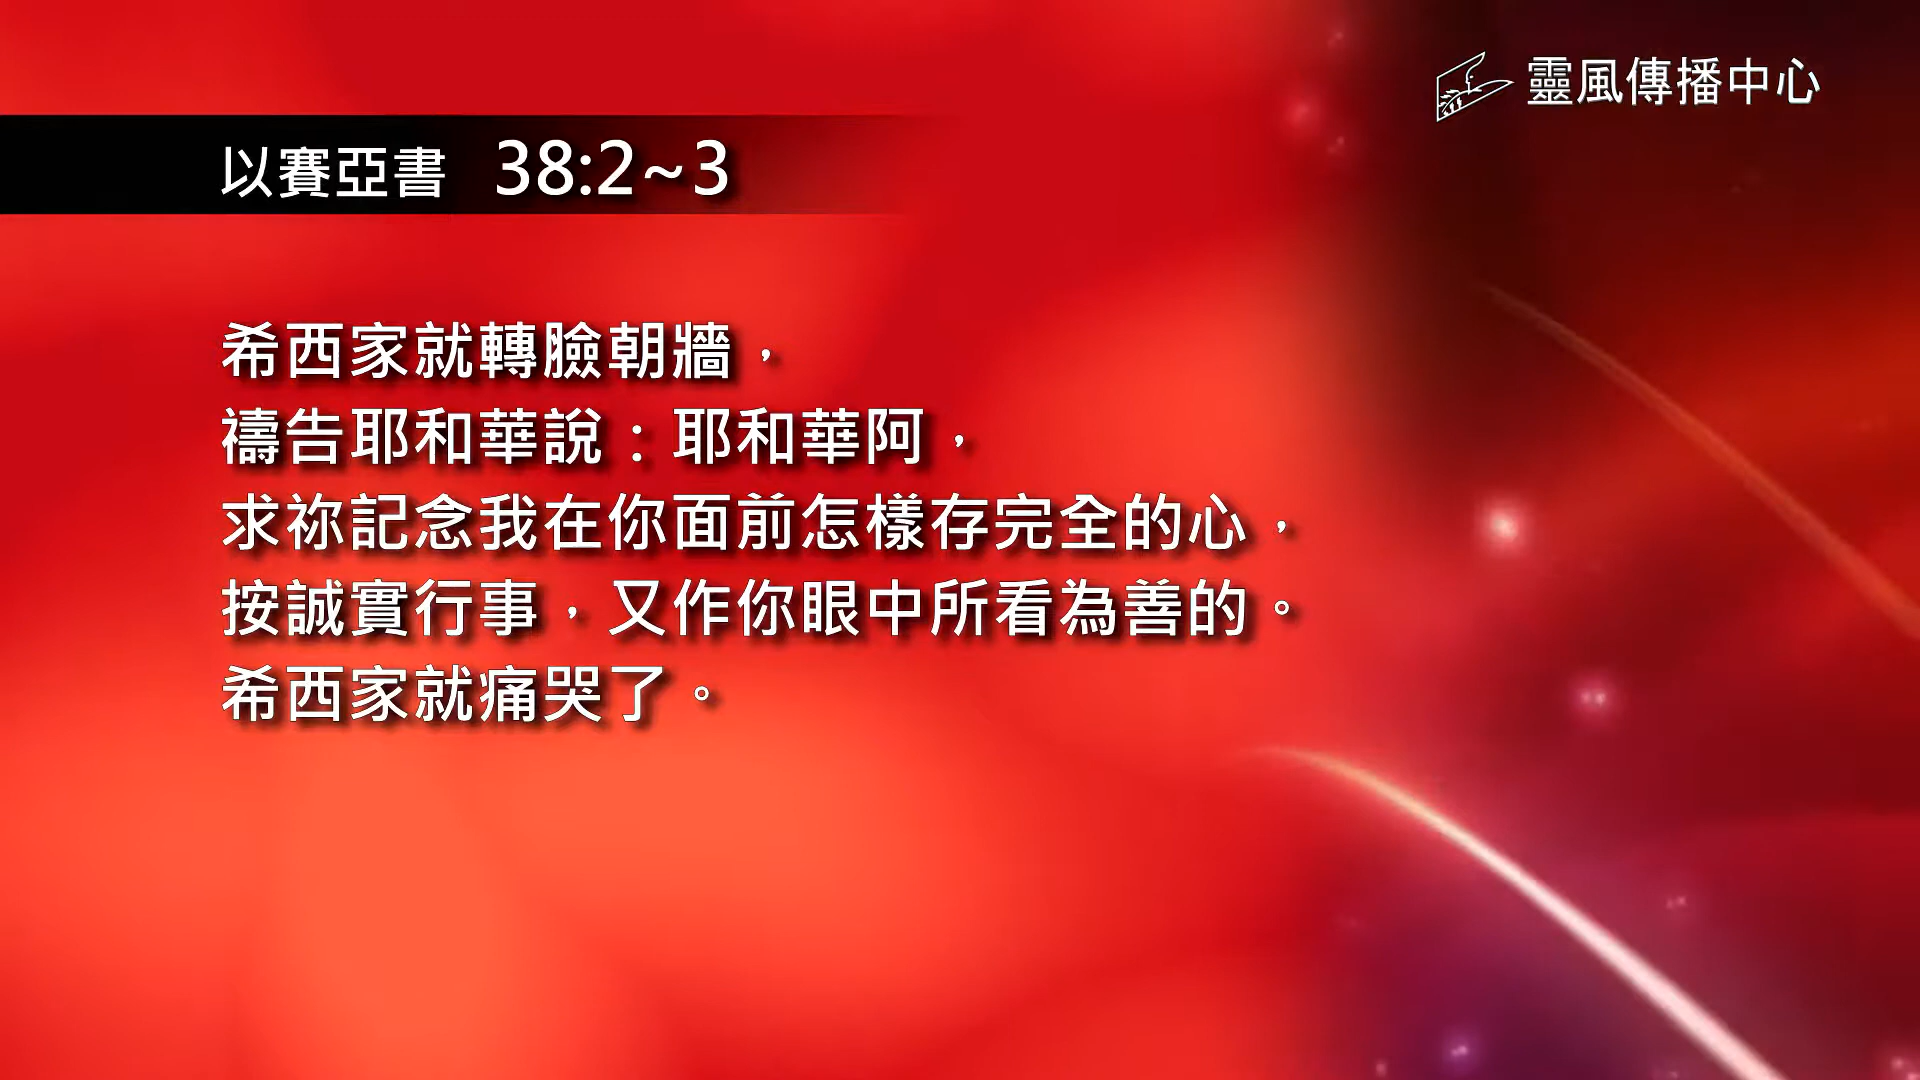 靈風傳播中心
以賽亞書 38:2~3
希西家就轉臉朝牆，
禱告耶和華說：耶和華阿，
求祢記念我在你面前怎樣存完全的心，
按誠實行事，又作你眼中所看為善的。
希西家就痛哭了。